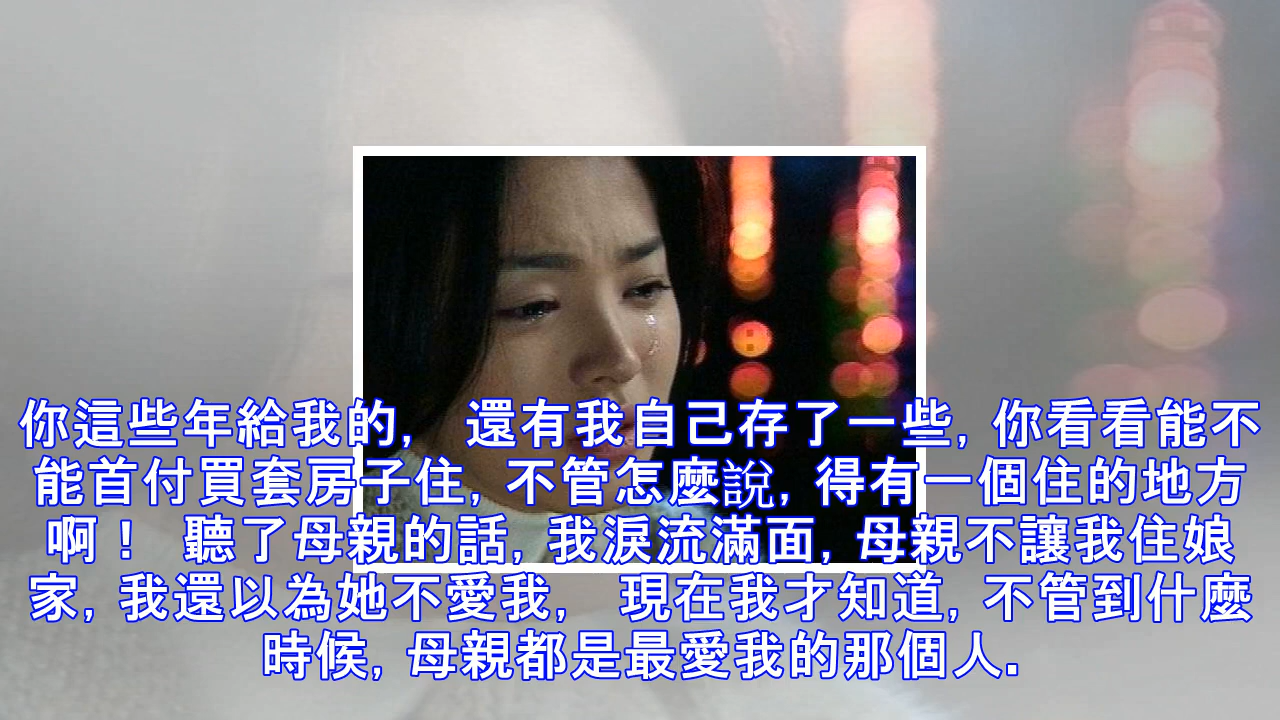 你這些年給我的， 還有我自己存了一些, 你看看能不
能首付買套房子住, 不管怎麼說, 得有一個住的地方
啊！ 聽了母親的話, 我淚流滿面, 母親不讓我住娘
家, 我還以為她不愛我， 現在我才知道, 不管到什麼
時候, 母親都是最愛我的那個人.